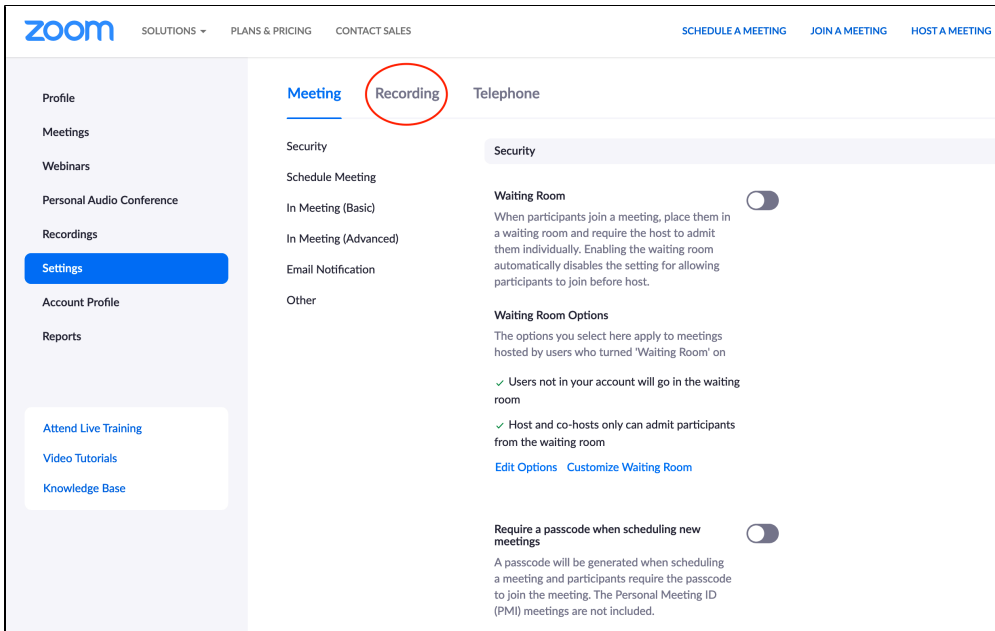 zoom SOLUTIONS PLANS & PRICING CONTACT SALES SCHEDULE A MEETING JOIN A MEETING HOST A MEETING
Profile
Meetings
Webinars
Personal Audio Conference
Recordings
Settings
Account Profile
Reports
Attend Live Training
Video Tutorials
Knowledge Base
Meeting Recording Telephone
Security
Schedule Meeting
In Meeting (Basic)
In Meeting (Advanced)
Email Notification
Other
Security
Waiting Room
When participants join a meeting, place them in
a waiting room and require the host to admit
them individually. Enabling the waiting room
automatically disables the setting for allowing
participants to join before host.
Waiting Room Options
The options you select here apply to meetings
hosted by users who turned 'Waiting Room' on
✓ Users not in your account will go in the waiting
room
✓ Host and co-hosts only can admit participants
from the waiting room
Edit Options Customize Waiting Room
Require a passcode when scheduling new
meetings
A passcode will be generated when scheduling
a meeting and participants require the passcode
to join the meeting. The Personal Meeting ID
(PMI) meetings are not included.